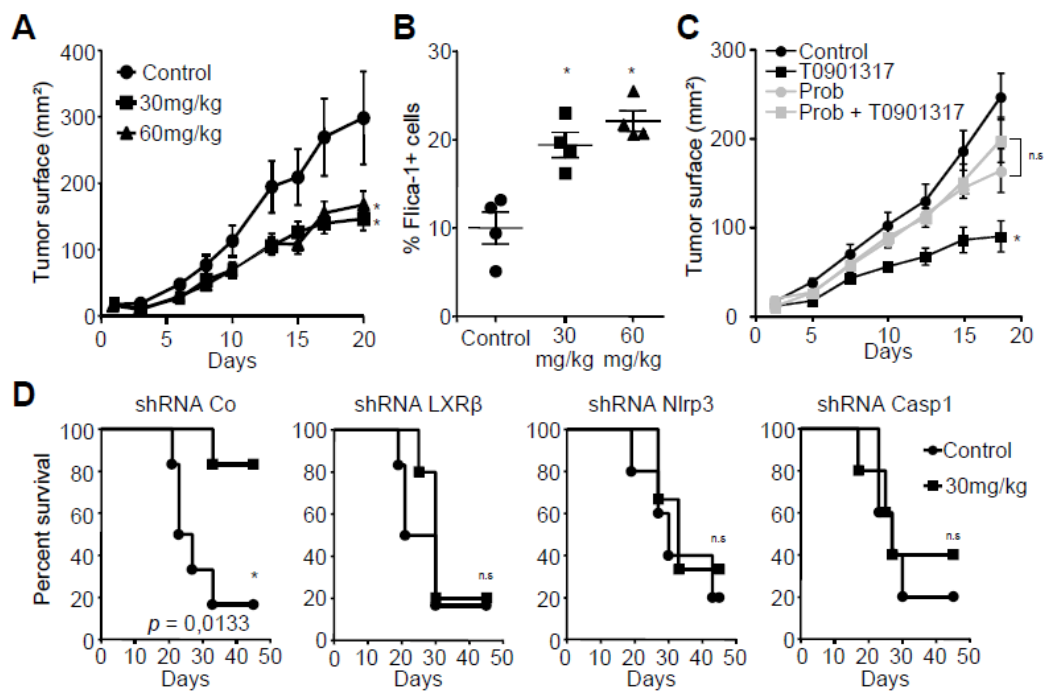 A
Tumor surface (mm²)
400
300
200
100
0
Control
30mg/kg
60mg/kg
*
*
0 5 10 15 20
Days
B
% Flica-1+ cells
30
20
10
0
* *
Control 30 60
mg/kg mg/kg
C
Tumor surface (mm²)
300
200
100
0
Control
T0901317
Prob
Prob + T0901317
n.s
*
0 5 10 15 20
Days
D
Percent survival
shRNA Co
100
80
60
40
20
0
*
p = 0,0133
0 10 20 30 40 50
Days
shRNA LXRβ
100
80
60
40
20
0
n.s
0 10 20 30 40 50
Days
shRNA Nlrp3
100
80
60
40
20
0
n.s
0 10 20 30 40 50
Days
shRNA Casp1
100
80
60
40
20
0
Control
30mg/kg
n.s
0 10 20 30 40 50
Days